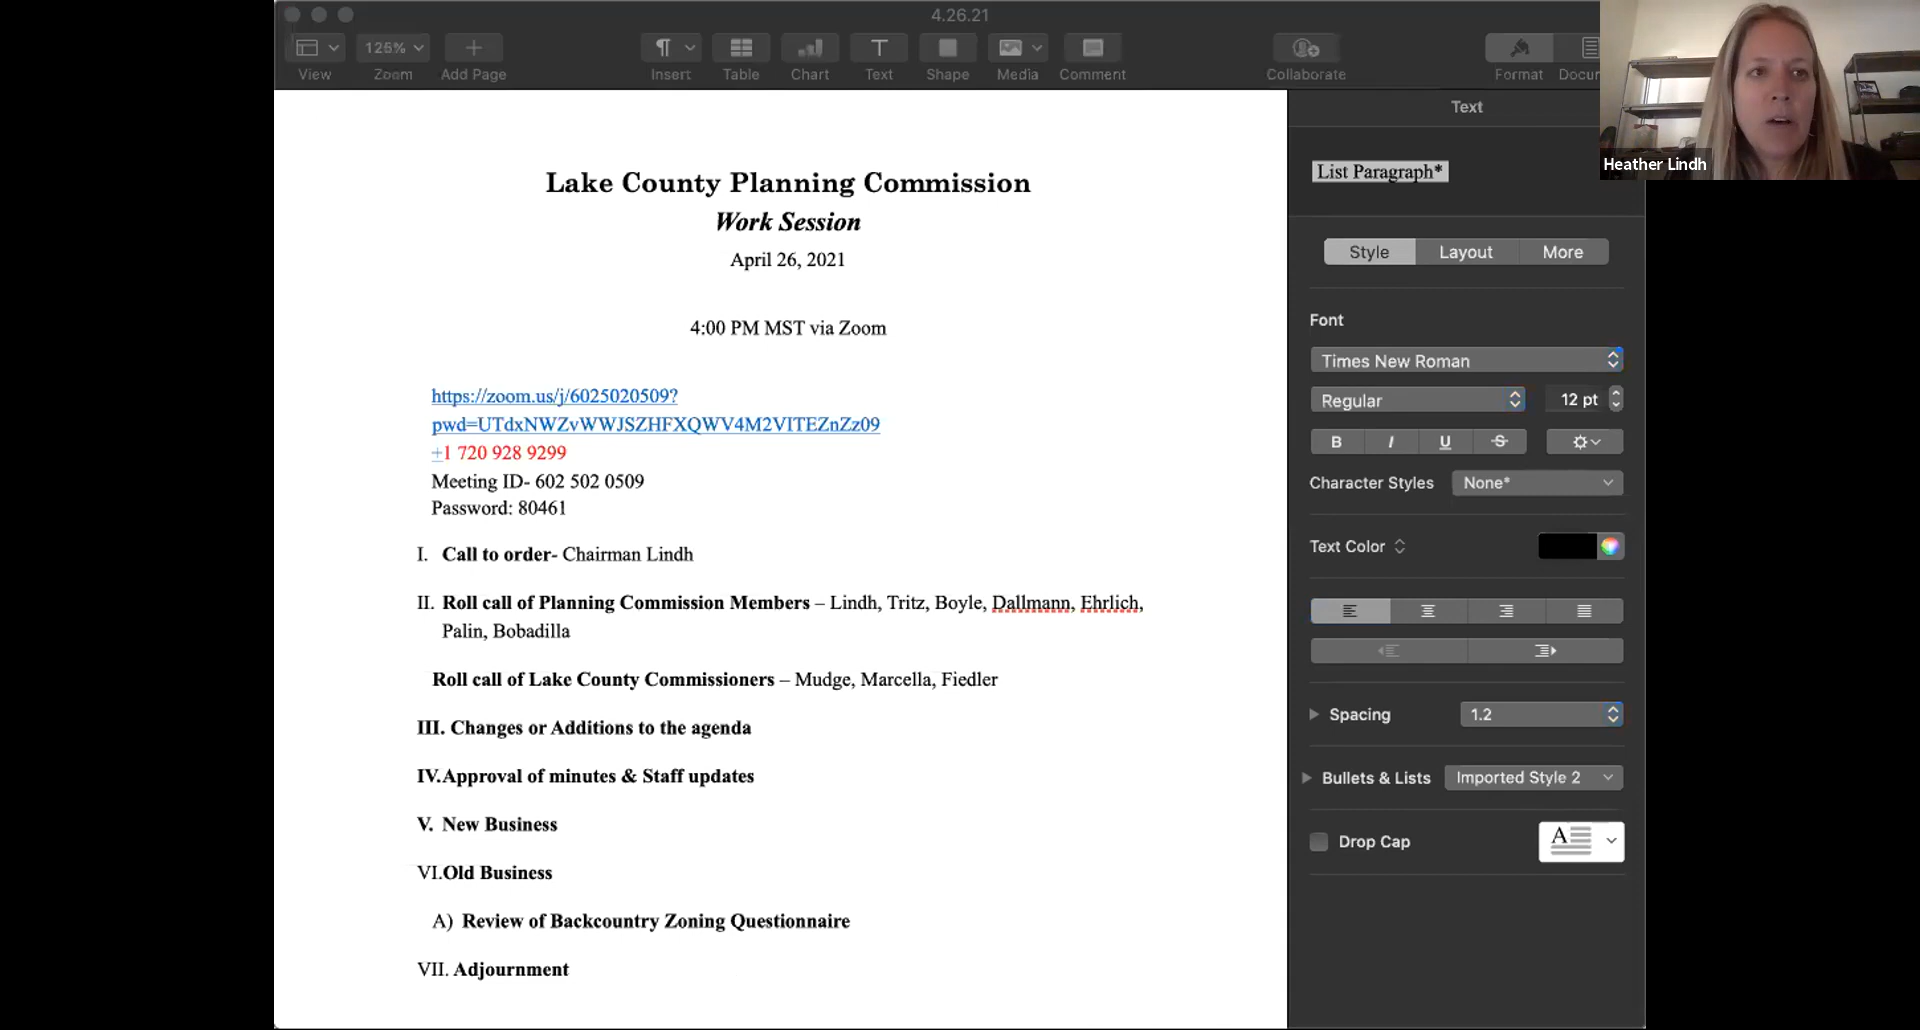 4.26.21
View
125%
Zoom
Add Page
Insert
Table
Chart
T
Text
Shape
Media
Comment
Collaborate
Format
Docu
Heather Lindh
Lake County Planning Commission
Work Session
April 26, 2021
4:00 PM MST via Zoom
https://zoom.us/j/6025020509?
pwd=UTdxNWZvWWJSZHFXQWV4M2VITEZnZz09
+1 720 928 9299
Meeting ID- 602 502 0509
Password: 80461
I. Call to order- Chairman Lindh
II. Roll call of Planning Commission Members – Lindh, Tritz, Boyle, Dallmann, Ehrlich,
Palin, Bobadilla
Roll call of Lake County Commissioners – Mudge, Marcella, Fiedler
III. Changes or Additions to the agenda
IV.Approval of minutes & Staff updates
V. New Business
VI.Old Business
A) Review of Backcountry Zoning Questionnaire
VII. Adjournment
Text
List Paragraph*
Style Layout More
Font
Times New Roman
Regular 12 pt
B I U S
Character Styles None*
Text Color
Spacing 1.2
Bullets & Lists Imported Style 2
Drop Cap A